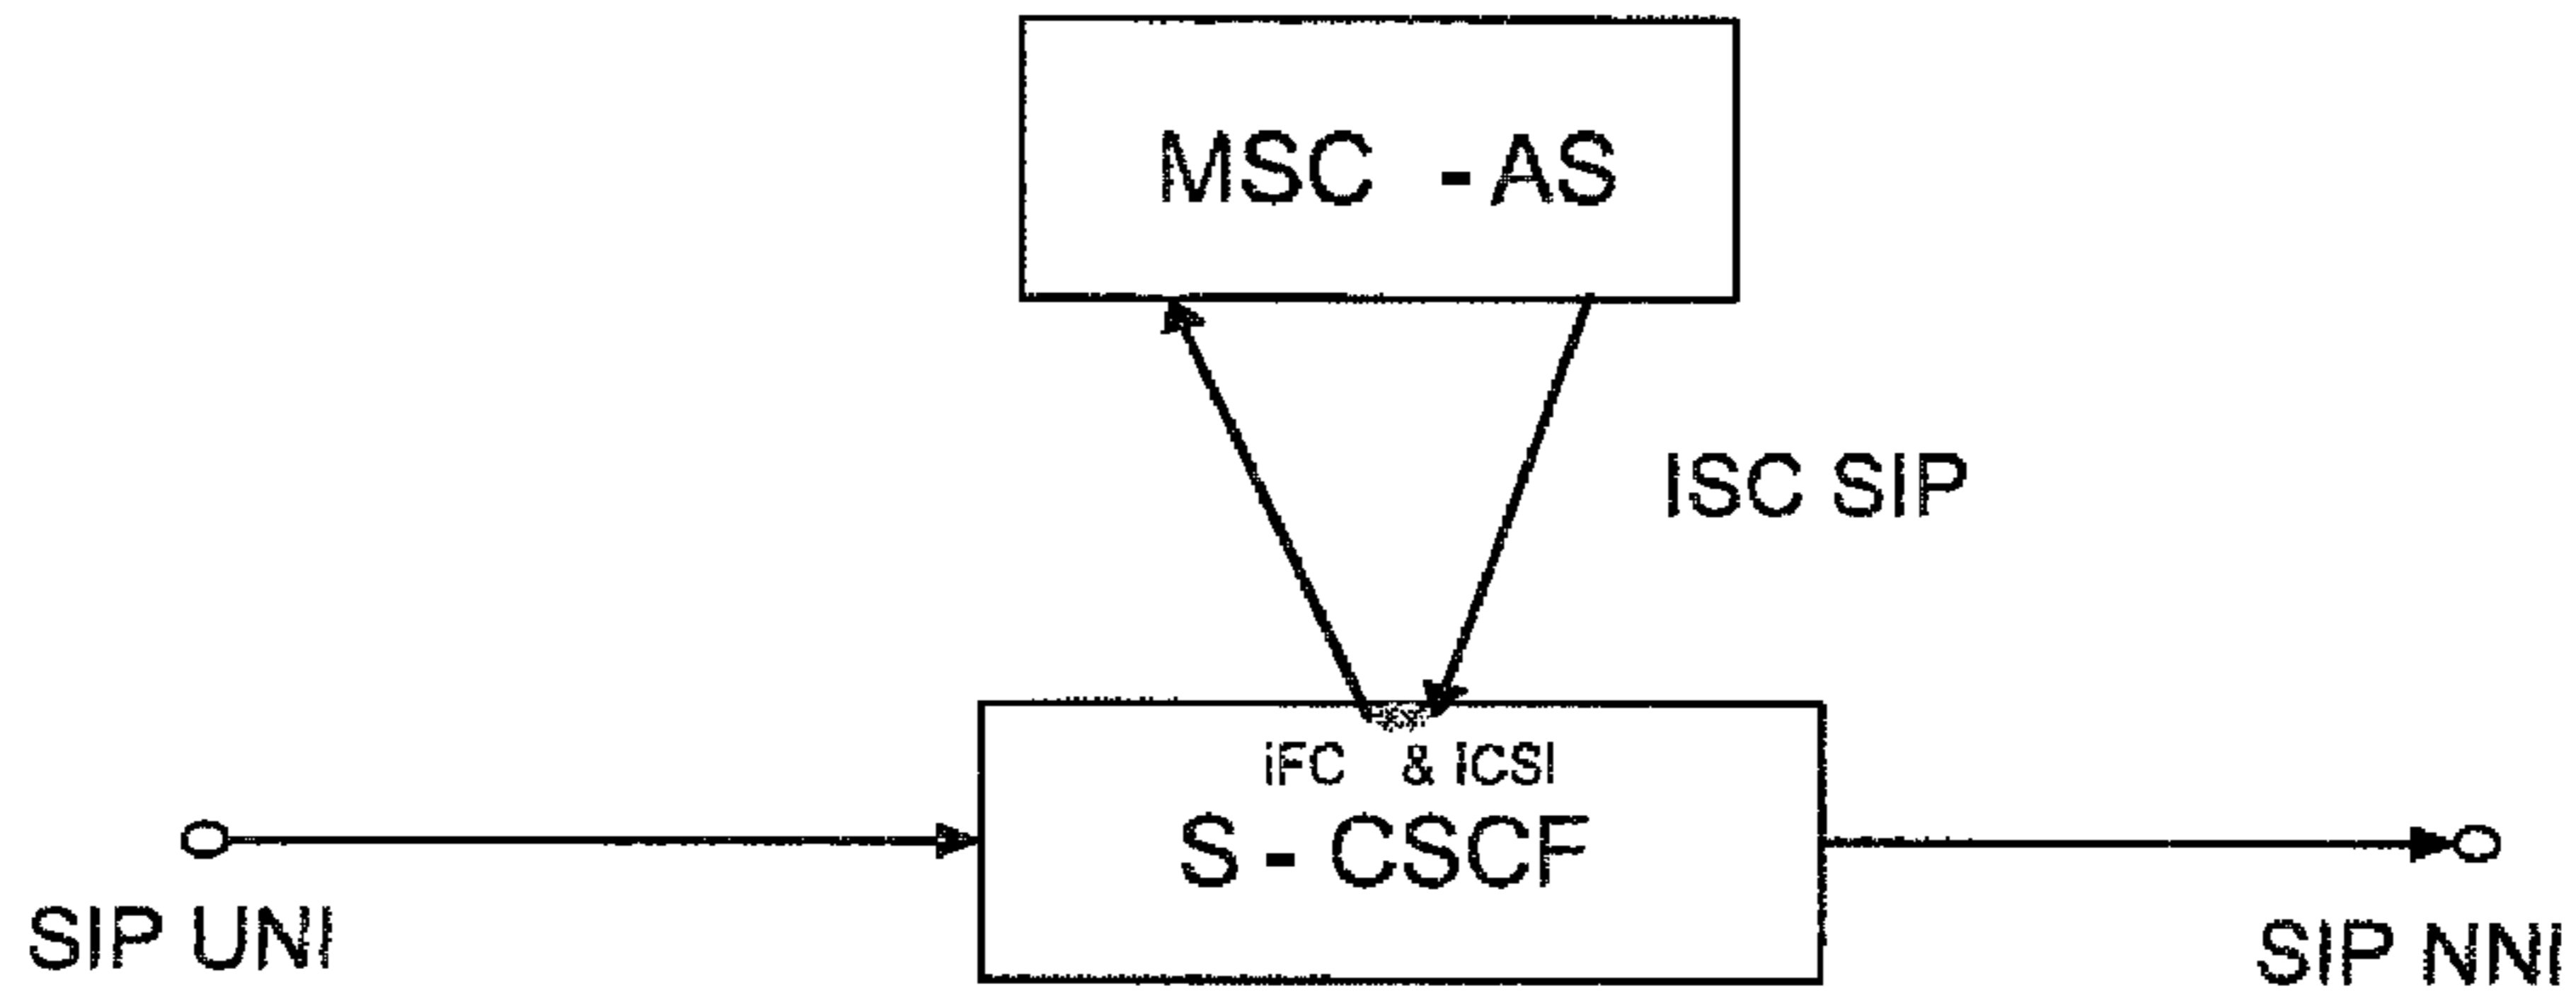 MSC - AS
ISC SIP
iFC & ICSI
S - CSCF
SIP UNI
SIP NNI